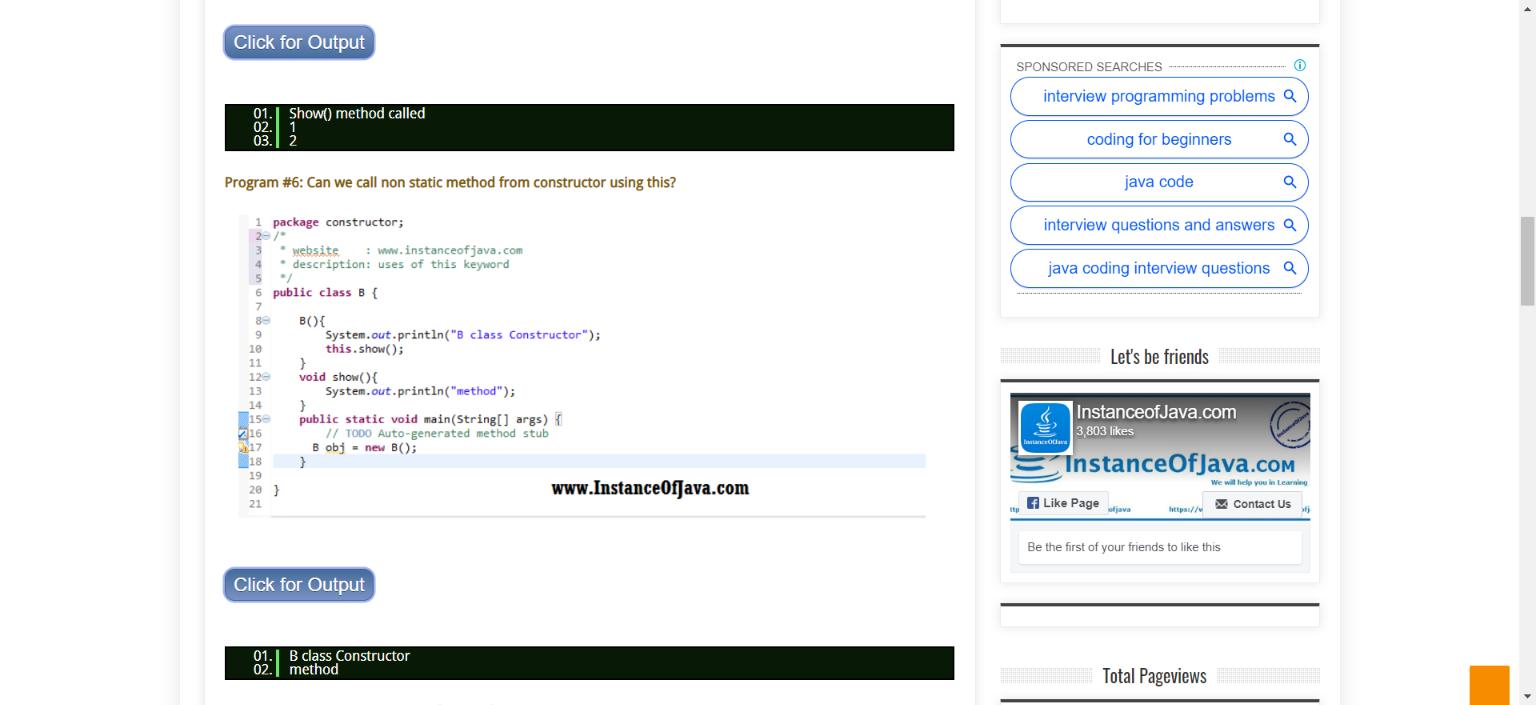 Click for Output
01. Show() method called
02. 1
03. 2
Program #6: Can we call non static method from constructor using this?
1 package constructor;
2 /*
3 * website : www.instanceofjava.com
4 * description: uses of this keyword
5 */
6 public class B {
7
8 B(){
9 System.out.println("B class Constructor");
10 this.show();
11 }
12 void show(){
13 System.out.println("method");
14 }
15 public static void main(String[] args) {
16 // TODO Auto-generated method stub
17 B obj = new B();
18 }
19
20 }
21
www.InstanceOfJava.com
Click for Output
01. B class Constructor
02. method
SPONSORED SEARCHES
interview programming problems
coding for beginners
java code
interview questions and answers
java coding interview questions
Let's be friends
InstanceofJava.com
3,803 likes
InstanceOfJava
InstanceOfJava.com
We will help you in Learning
Like Page
ofjava
Contact Us
Be the first of your friends to like this
Total Pageviews